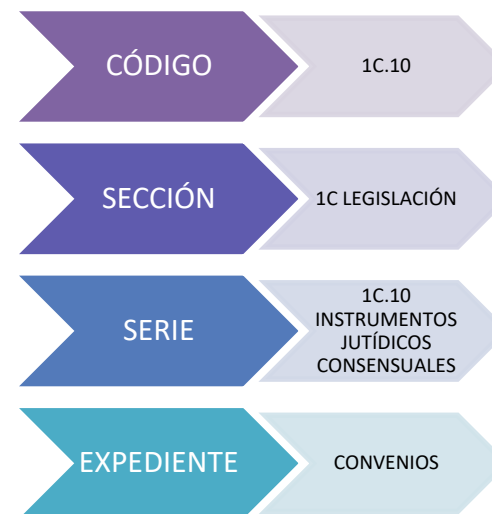 CÓDIGO
1C.10
SECCIÓN
1C LEGISLACIÓN
SERIE
1C.10
INSTRUMENTOS
JUTÍDICOS
CONSENSUALES
EXPEDIENTE
CONVENIOS